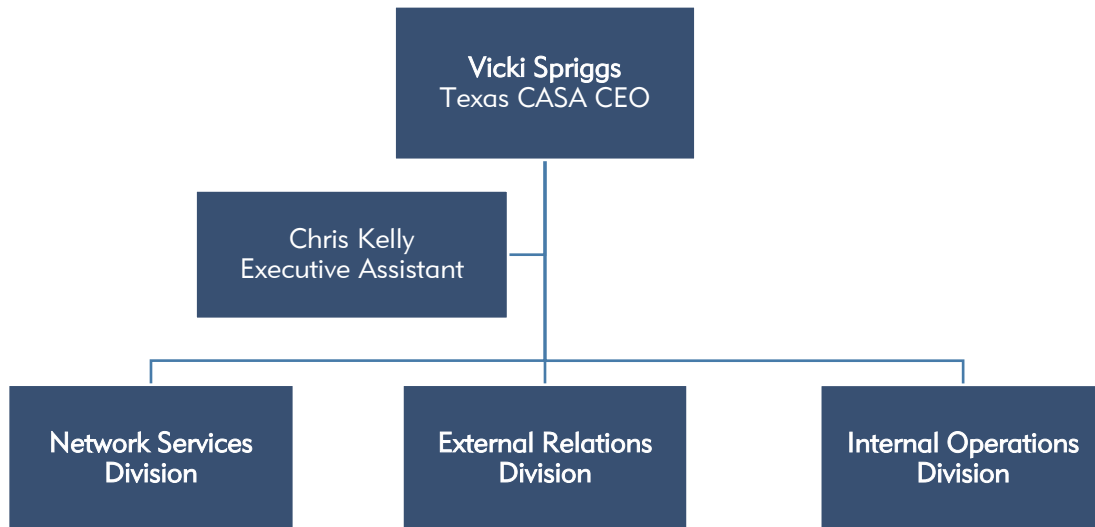 Vicki Spriggs
Texas CASA CEO
Chris Kelly
Executive Assistant
Network Services
Division
External Relations
Division
Internal Operations
Division